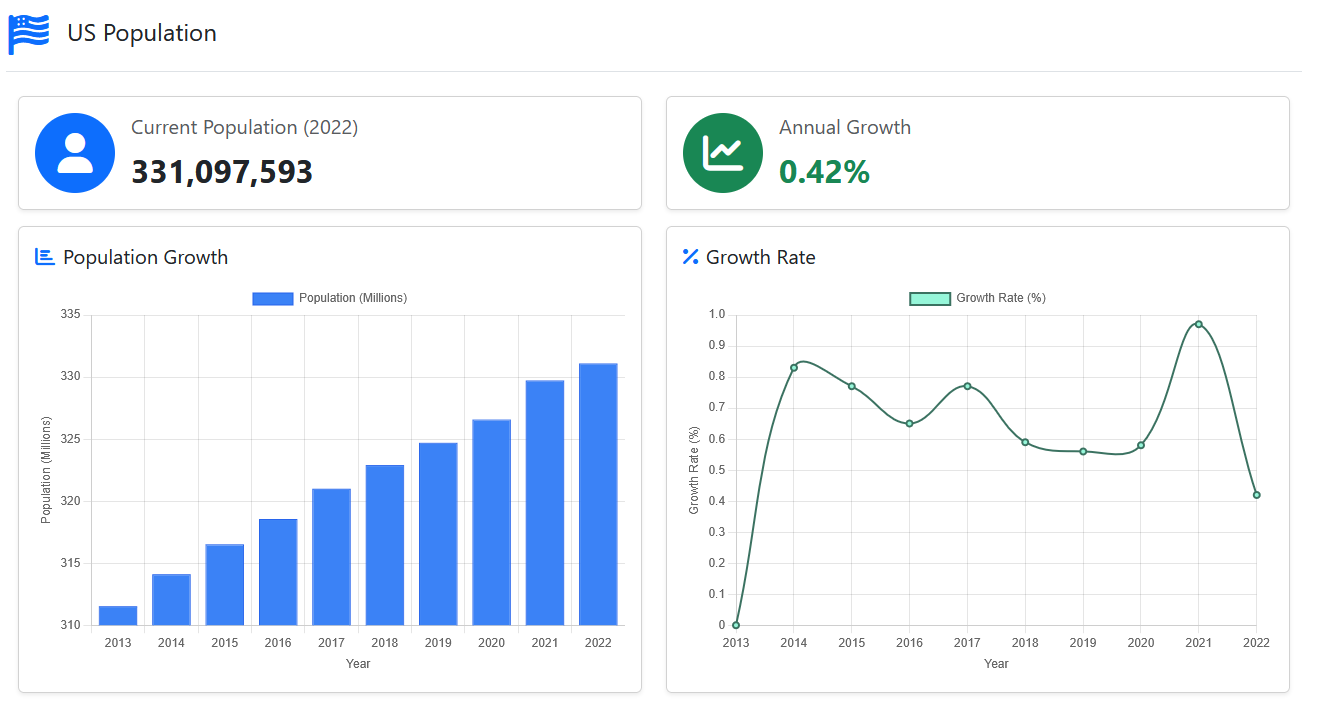 US Population
Current Population (2022)
331,097,593
Annual Growth
0.42%
Population Growth
Population (Millions)
335
330
325
320
315
310
Population (Millions)
2013 2014 2015 2016 2017 2018 2019 2020 2021 2022
Year
Growth Rate
Growth Rate (%)
1.0
0.9
0.8
0.7
0.6
0.5
0.4
0.3
0.2
0.1
0
Growth Rate (%)
2013 2014 2015 2016 2017 2018 2019 2020 2021 2022
Year